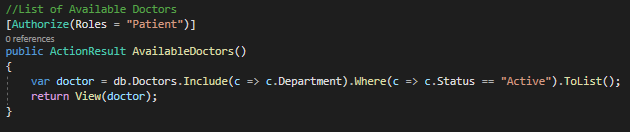 //List of Available Doctors
[Authorize(Roles = "Patient")]
0 references
public ActionResult AvailableDoctors()
{
    var doctor = db.Doctors.Include(c => c.Department).Where(c => c.Status == "Active").ToList();
    return View(doctor);
}